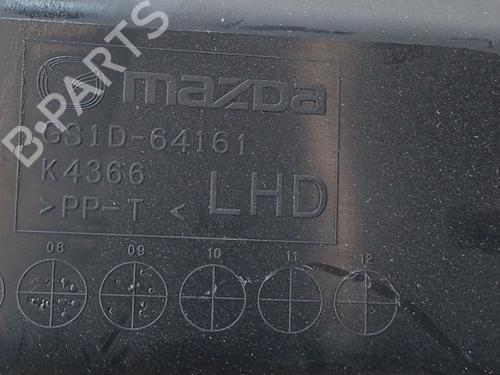 mazda
GS1D-64161
K4366
>PP-T<
LHD
08 09 10 11 12
B-PARTS